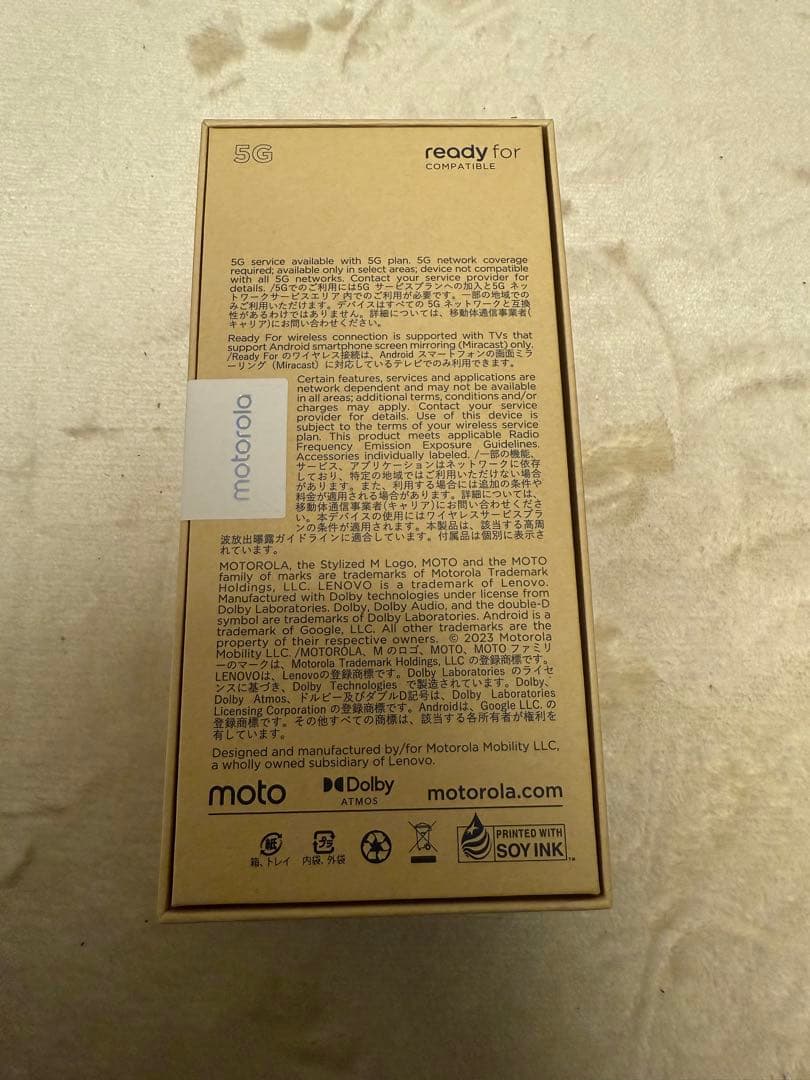 5G
ready for
COMPATIBLE
5G service available with 5G plan. 5G network coverage
required; available only in select areas; device not compatible
with all 5G networks. Contact your service provider for
details. /5Gでのご利用には5G サービスプランへの加入と5G ネッ
トワークサービスエリア 内でのご利用が必要です。一部の地域での
みご利用いただけます。デバイスはすべての 5G ネットワークと互換
性があるわけではありません。詳細については、移動体通信事業者(
キャリア)にお問い合わせください。
Ready For wireless connection is supported with TVs that
support Android smartphone screen mirroring (Miracast) only.
/Ready For のワイヤレス接続は、Android スマートフォンの画面ミラ
ーリング（Miracast）に対応しているテレビでのみ利用できます。
motorola
Certain features, services and applications are
network dependent and may not be available
in all areas; additional terms, conditions and/or
charges may apply. Contact your service
provider for details. Use of this device is
subject to the terms of your wireless service
plan. This product meets applicable Radio
Frequency Emission Exposure Guidelines.
Accessories individually labeled. /一部の機能、
サービス、アプリケーションはネットワークに依存
しており、特定の地域ではご利用いただけない場合
があります。また、利用する場合には追加の条件や
料金が適用される場合があります。詳細については、
移動体通信事業者(キャリア)にお問い合わせくださ
い。本デバイスの使用にはワイヤレスサービスプラ
ンの条件が適用されます。本製品は、該当する高周
波放出曝露ガイドラインに適合しています。付属品は個別に表示さ
れています。
MOTOROLA, the Stylized M Logo, MOTO and the MOTO
family of marks are trademarks of Motorola Trademark
Holdings, LLC. LENOVO is a trademark of Lenovo.
Manufactured with Dolby technologies under license from
Dolby Laboratories. Dolby, Dolby Audio, and the double-D
symbol are trademarks of Dolby Laboratories. Android is a
trademark of Google, LLC. All other trademarks are the
property of their respective owners. © 2023 Motorola
Mobility LLC. /MOTOROLA、M のロゴ、MOTO、MOTO ファミリ
ーのマークは、Motorola Trademark Holdings, LLC の登録商標です。
LENOVOは、Lenovoの登録商標です。Dolby Laboratories のライセ
ンスに基づき、Dolby Technologies で製造されています。Dolby、
Dolby Atmos、ドルビー及びダブルD記号は、Dolby Laboratories
Licensing Corporation の登録商標です。Androidは、Google LLC. の
登録商標です。その他すべての商標は、該当する各所有者が権利を
有しています。
Designed and manufactured by/for Motorola Mobility LLC,
a wholly owned subsidiary of Lenovo.
moto
Dolby
ATMOS
motorola.com
紙
箱、トレイ
プラ
内袋、外袋
PRINTED WITH
SOY INK™